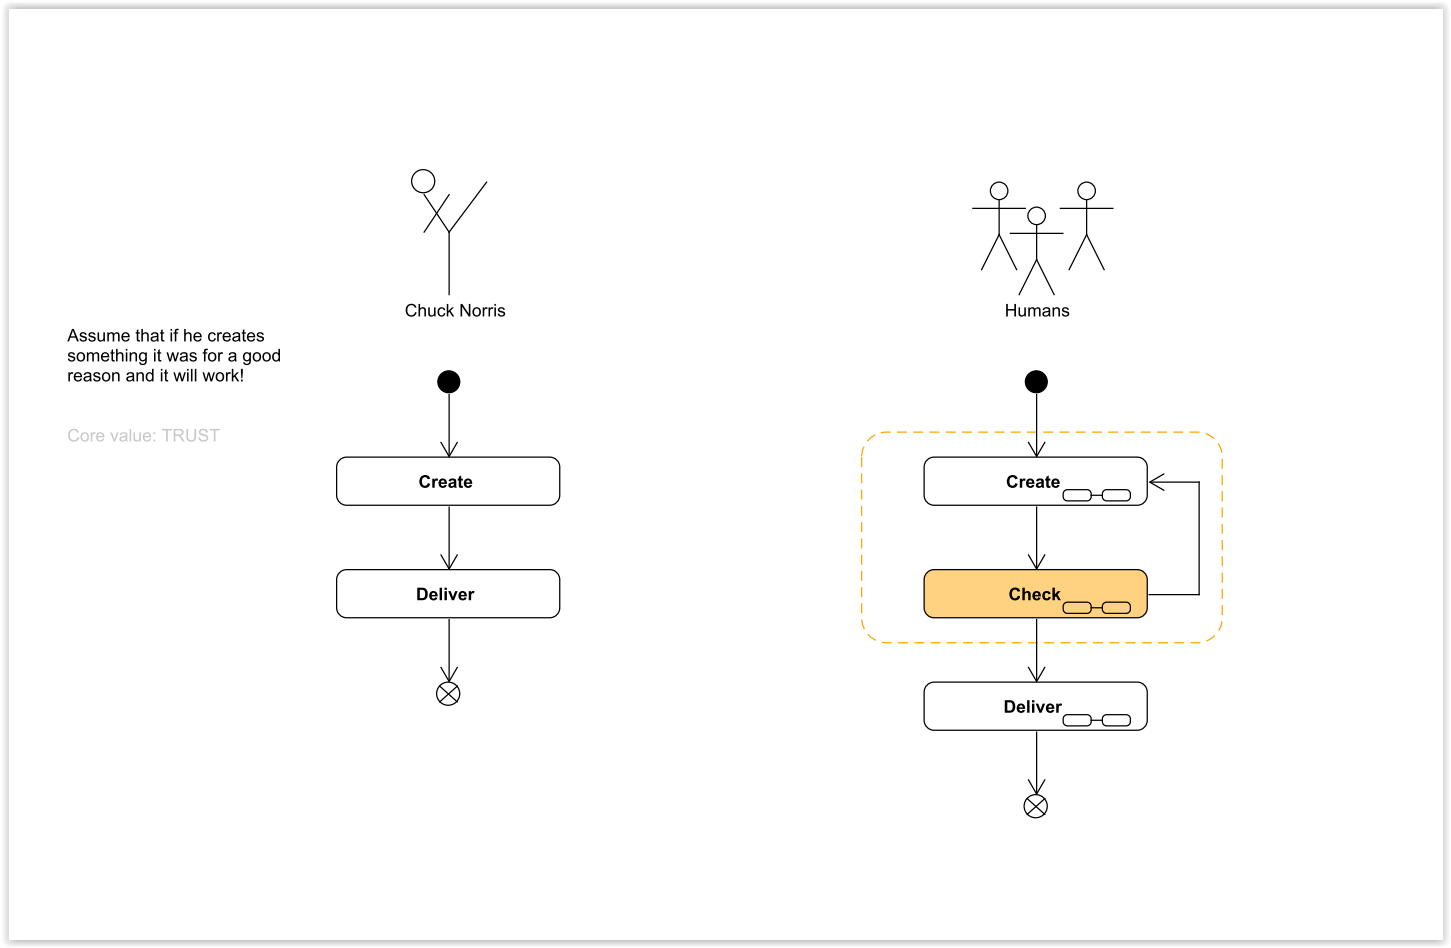 Chuck Norris
Humans
Assume that if he creates
something it was for a good
reason and it will work!
Core value: TRUST
Create
Deliver
Create
Check
Deliver